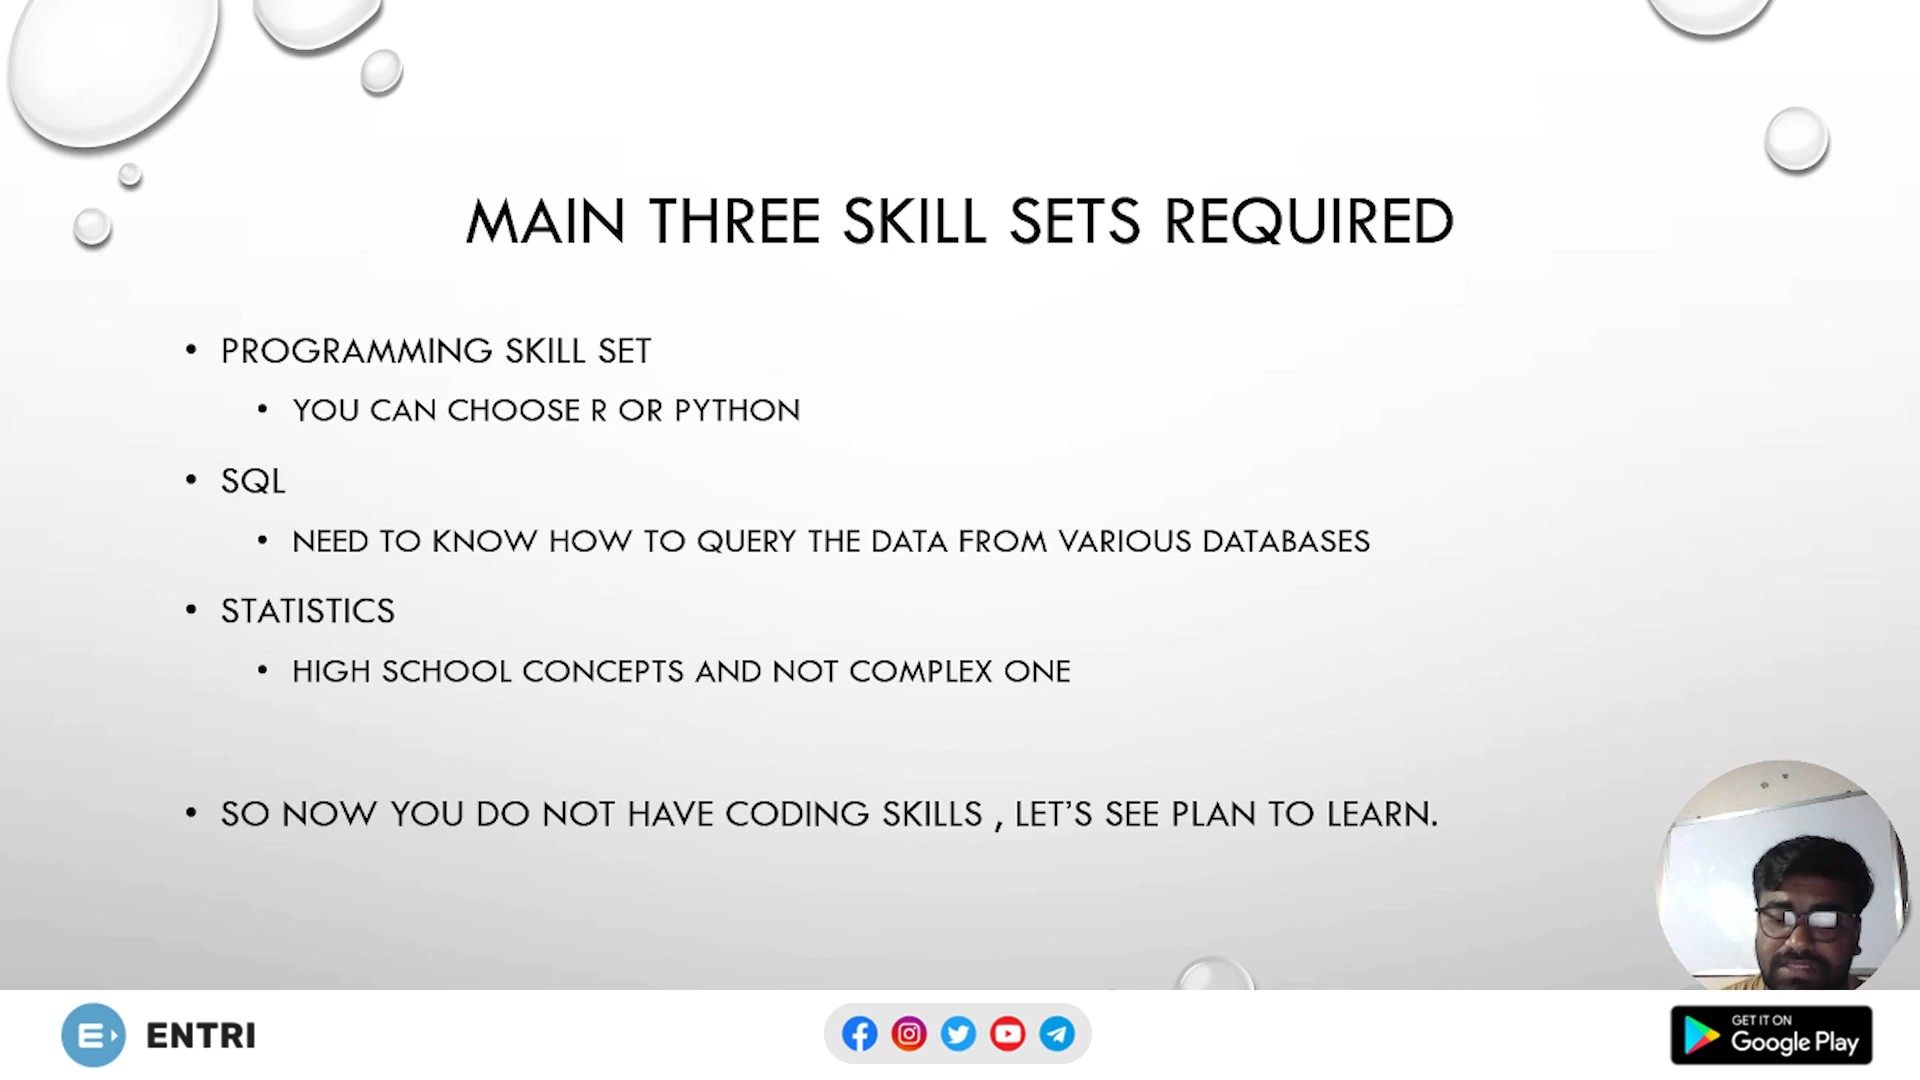 MAIN THREE SKILL SETS REQUIRED
• PROGRAMMING SKILL SET
• YOU CAN CHOOSE R OR PYTHON
• SQL
• NEED TO KNOW HOW TO QUERY THE DATA FROM VARIOUS DATABASES
• STATISTICS
• HIGH SCHOOL CONCEPTS AND NOT COMPLEX ONE
• SO NOW YOU DO NOT HAVE CODING SKILLS , LET’S SEE PLAN TO LEARN.
E ENTRI
GET IT ON
Google Play